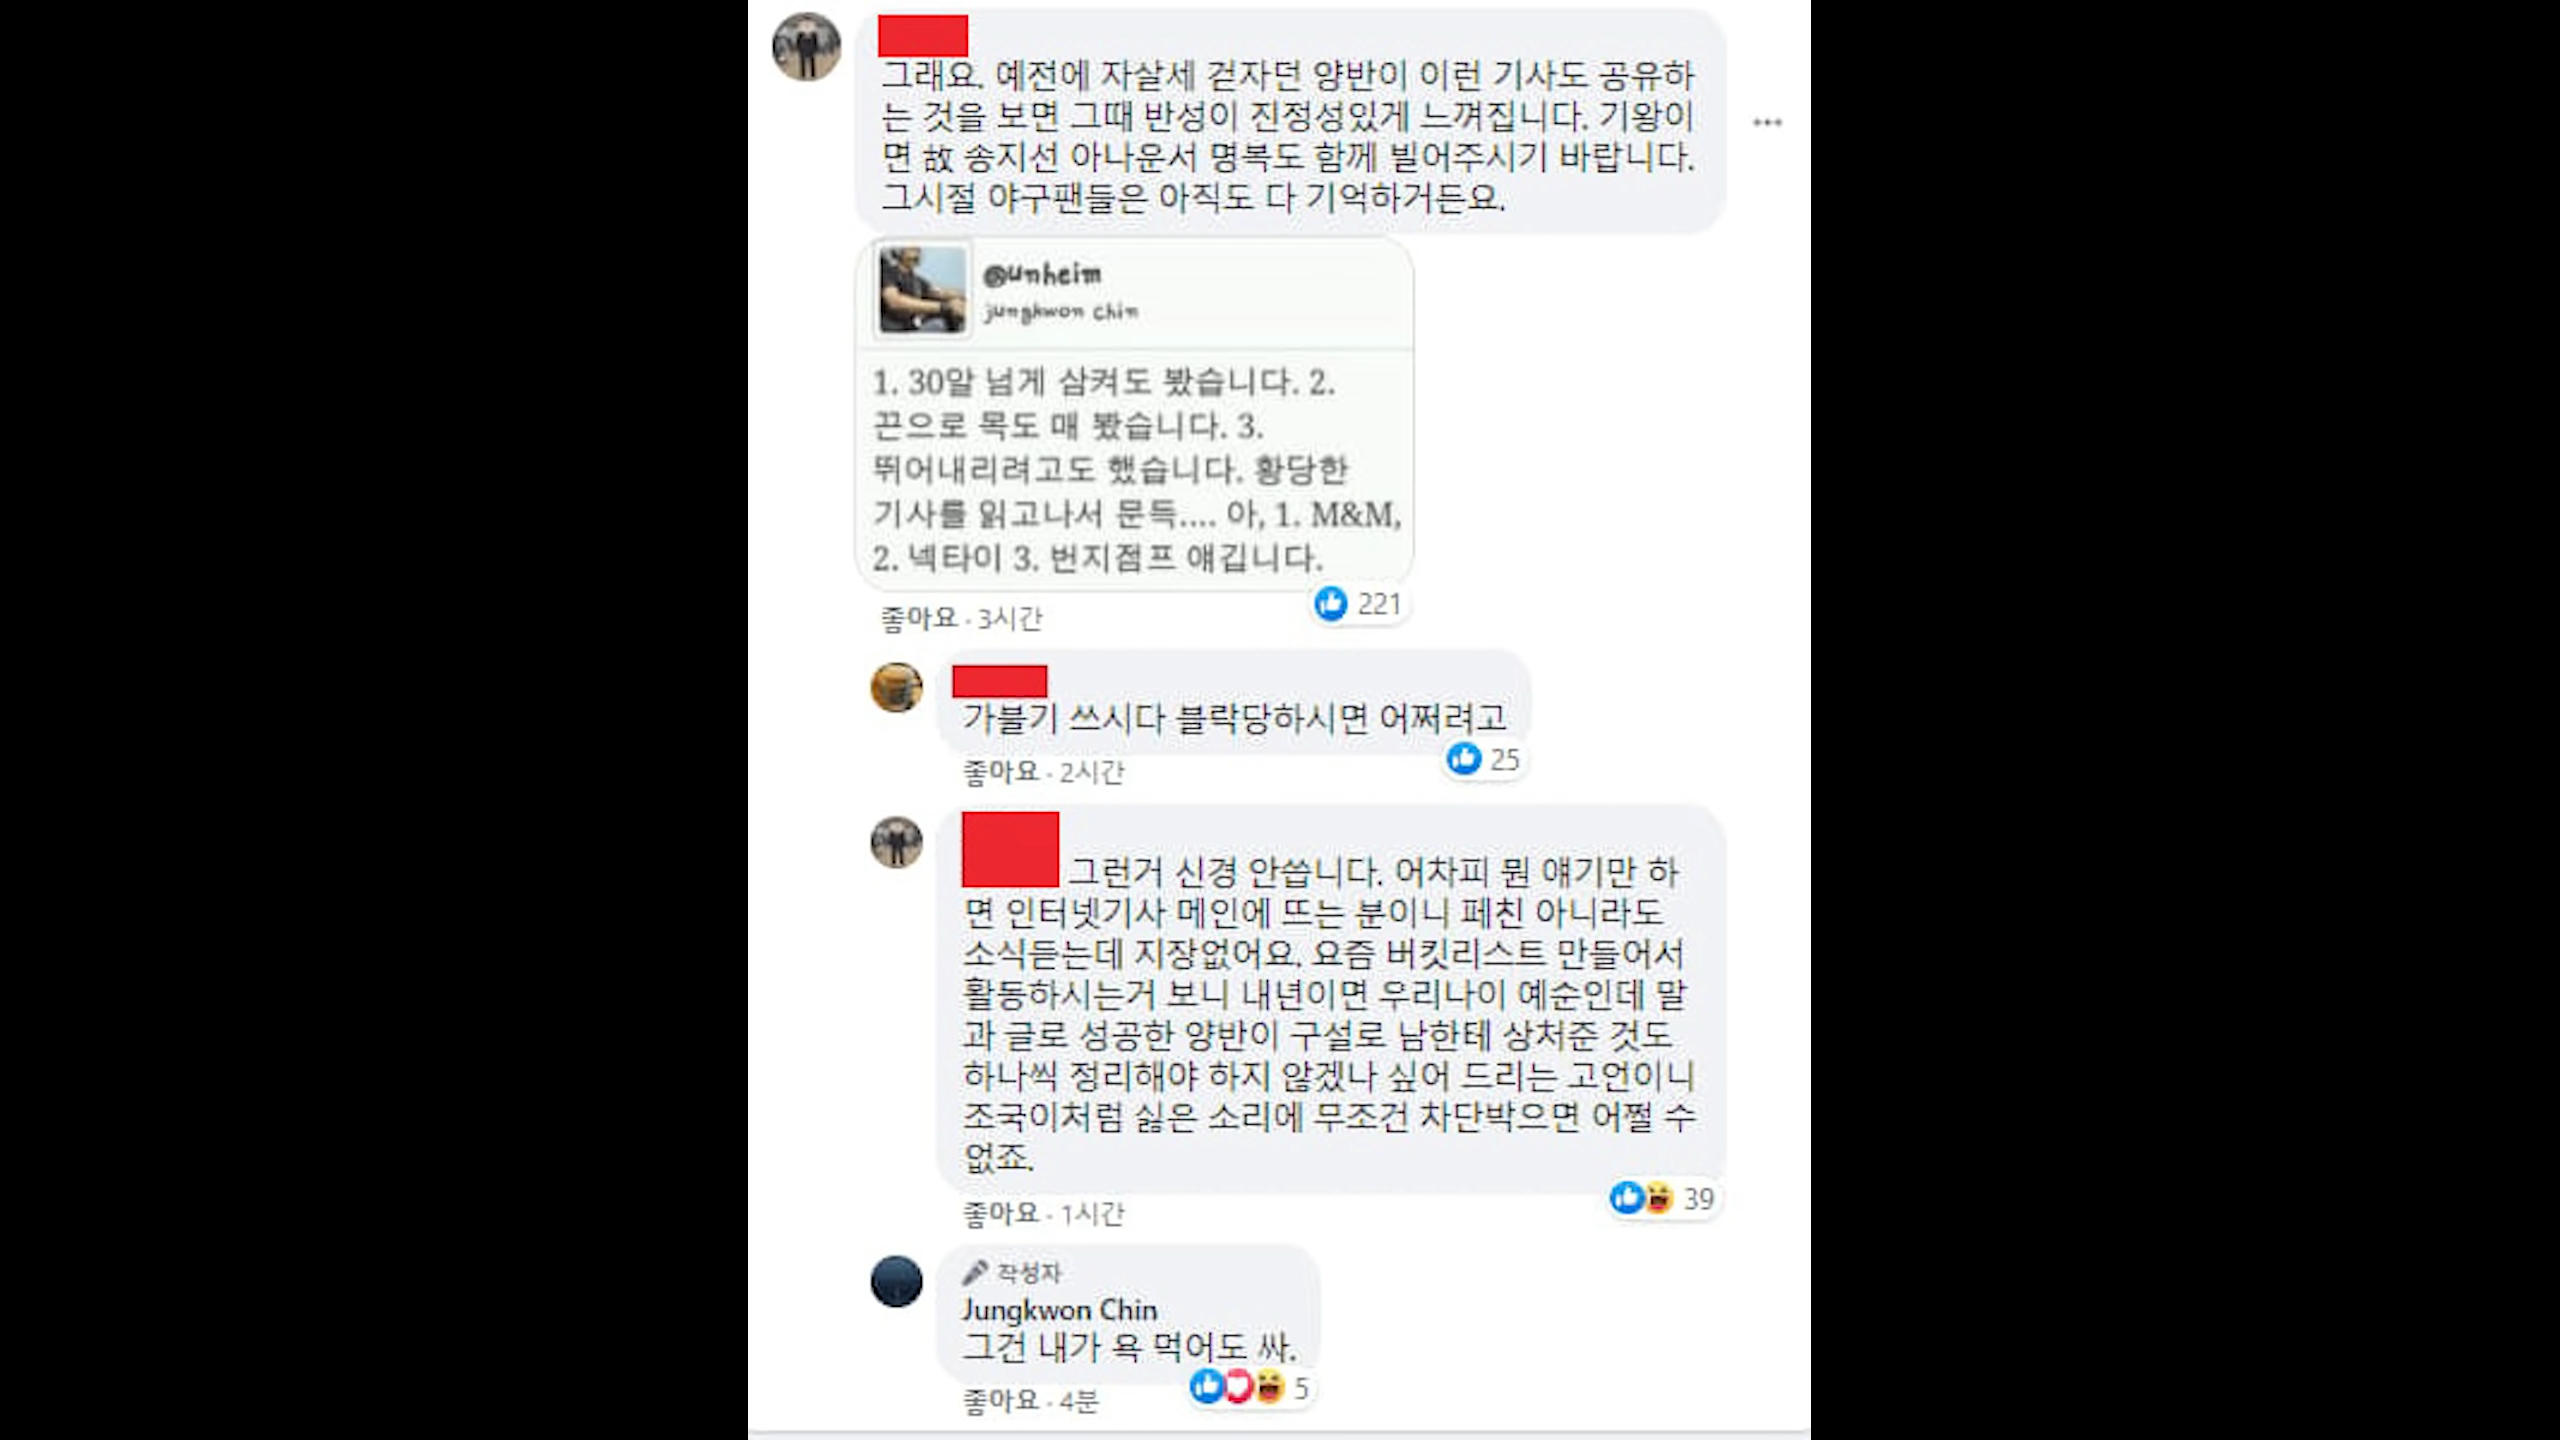 그래요. 예전에 자살세 걷자던 양반이 이런 기사도 공유하
는 것을 보면 그때 반성이 진정성있게 느껴집니다. 기왕이
면 故 송지선 아나운서 명복도 함께 빌어주시기 바랍니다.
그시절 야구팬들은 아직도 다 기억하거든요.
@unheim
jungkwon chin
1. 30알 넘게 삼켜도 봤습니다. 2.
끈으로 목도 매 봤습니다. 3.
뛰어내리려고도 했습니다. 황당한
기사를 읽고나서 문득.... 아, 1. M&M,
2. 넥타이 3. 번지점프 얘깁니다.
221
좋아요 · 3시간
가불기 쓰시다 블락당하시면 어쩌려고
25
좋아요 · 2시간
그런거 신경 안씁니다. 어차피 뭔 얘기만 하
면 인터넷기사 메인에 뜨는 분이니 페친 아니라도
소식듣는데 지장없어요. 요즘 버킷리스트 만들어서
활동하시는거 보니 내년이면 우리나이 예순인데 말
과 글로 성공한 양반이 구설로 남한테 상처준 것도
하나씩 정리해야 하지 않겠나 싶어 드리는 고언이니
조국이처럼 싫은 소리에 무조건 차단박으면 어쩔 수
없죠.
39
좋아요 · 1시간
작성자
Jungkwon Chin
그건 내가 욕 먹어도 싸.
5
좋아요 · 4분